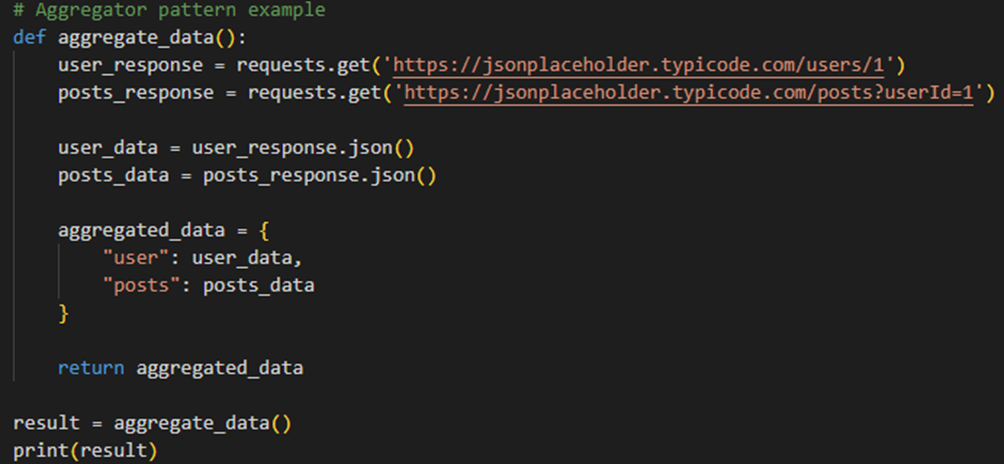 # Aggregator pattern example
def aggregate_data():
    user_response = requests.get('https://jsonplaceholder.typicode.com/users/1')
    posts_response = requests.get('https://jsonplaceholder.typicode.com/posts?userId=1')

    user_data = user_response.json()
    posts_data = posts_response.json()

    aggregated_data = {
        "user": user_data,
        "posts": posts_data
    }

    return aggregated_data

result = aggregate_data()
print(result)